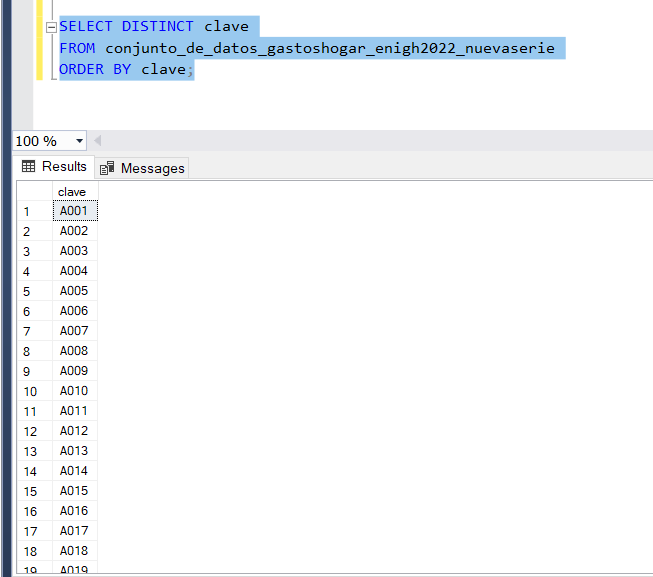 SELECT DISTINCT clave
FROM conjunto_de_datos_gastoshogar_enigh2022_nuevaserie
ORDER BY clave;
100 %
Results Messages
clave
1 A001
2 A002
3 A003
4 A004
5 A005
6 A006
7 A007
8 A008
9 A009
10 A010
11 A011
12 A012
13 A013
14 A014
15 A015
16 A016
17 A017
18 A018
19 A019